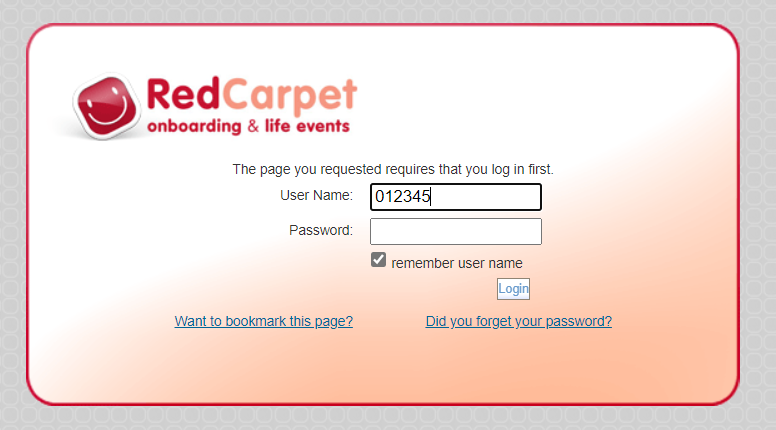 RedCarpet
onboarding & life events
The page you requested requires that you log in first.
User Name: 012345
Password:
remember user name
Login
Want to bookmark this page? Did you forget your password?